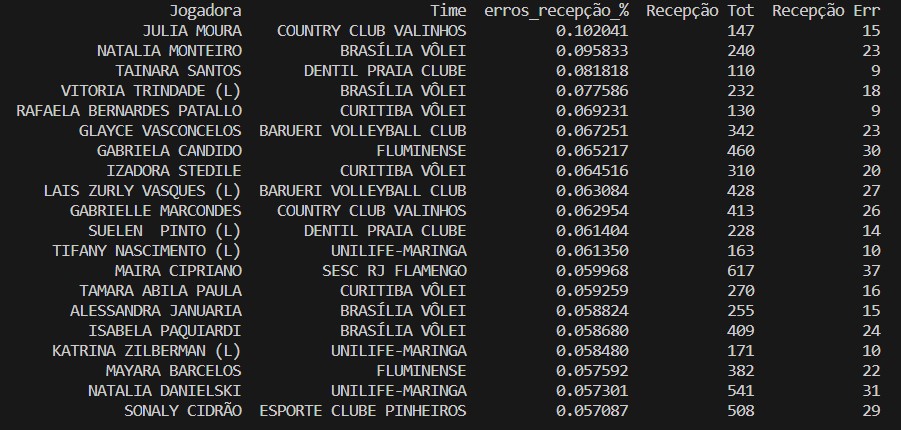 Jogadora Time erros_recepção_% Recepção Tot Recepção Err
JULIA MOURA COUNTRY CLUB VALINHOS 0.102041 147 15
NATALIA MONTEIRO BRASÍLIA VÔLEI 0.095833 240 23
TAINARA SANTOS DENTIL PRAIA CLUBE 0.081818 110 9
VITORIA TRINDADE (L) BRASÍLIA VÔLEI 0.077586 232 18
RAFAELA BERNARDES PATALLO CURITIBA VÔLEI 0.069231 130 9
GLAYCE VASCONCELOS BARUERI VOLLEYBALL CLUB 0.067251 342 23
GABRIELA CANDIDO FLUMINENSE 0.065217 460 30
IZADORA STEDILE CURITIBA VÔLEI 0.064516 310 20
LAIS ZURLY VASQUES (L) BARUERI VOLLEYBALL CLUB 0.063084 428 27
GABRIELLE MARCONDES COUNTRY CLUB VALINHOS 0.062954 413 26
SUELEN  PINTO (L) DENTIL PRAIA CLUBE 0.061404 228 14
TIFANY NASCIMENTO (L) UNILIFE-MARINGA 0.061350 163 10
MAIRA CIPRIANO SESC RJ FLAMENGO 0.059968 617 37
TAMARA ABILA PAULA CURITIBA VÔLEI 0.059259 270 16
ALESSANDRA JANUARIA BRASÍLIA VÔLEI 0.058824 255 15
ISABELA PAQUIARDI BRASÍLIA VÔLEI 0.058680 409 24
KATRINA ZILBERMAN (L) UNILIFE-MARINGA 0.058480 171 10
MAYARA BARCELOS FLUMINENSE 0.057592 382 22
NATALIA DANIELSKI UNILIFE-MARINGA 0.057301 541 31
SONALY CIDRÃO ESPORTE CLUBE PINHEIROS 0.057087 508 29